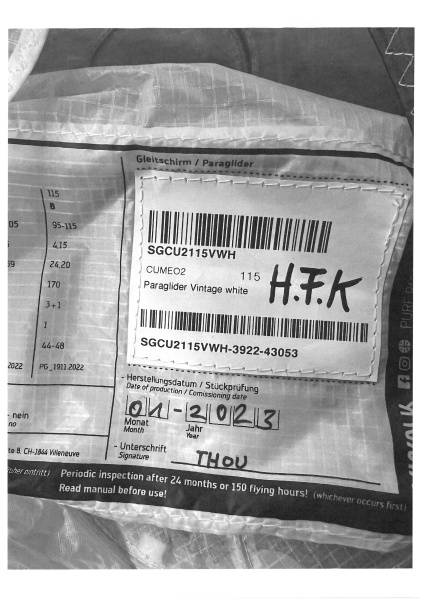 Gleitschirm / Paraglider
115
B
05 95-115
4,15
59 24,20
170
3+1
1
44-48
2022 PG_1911.2022
SGCU2115VWH
CUMEO2 115
Paraglider Vintage white
H.F.K
SGCU2115VWH-3922-43053
- Herstellungsdatum / Stückprüfung
Date of production / Comissioning date
01-2023
Monat Jahr
Month Year
- nein
no
- Unterschrift THOU
Signature
8, CH-1844 Villeneuve
Periodic inspection after 24 months or 150 flying hours! (whichever occurs first)
Read manual before use!